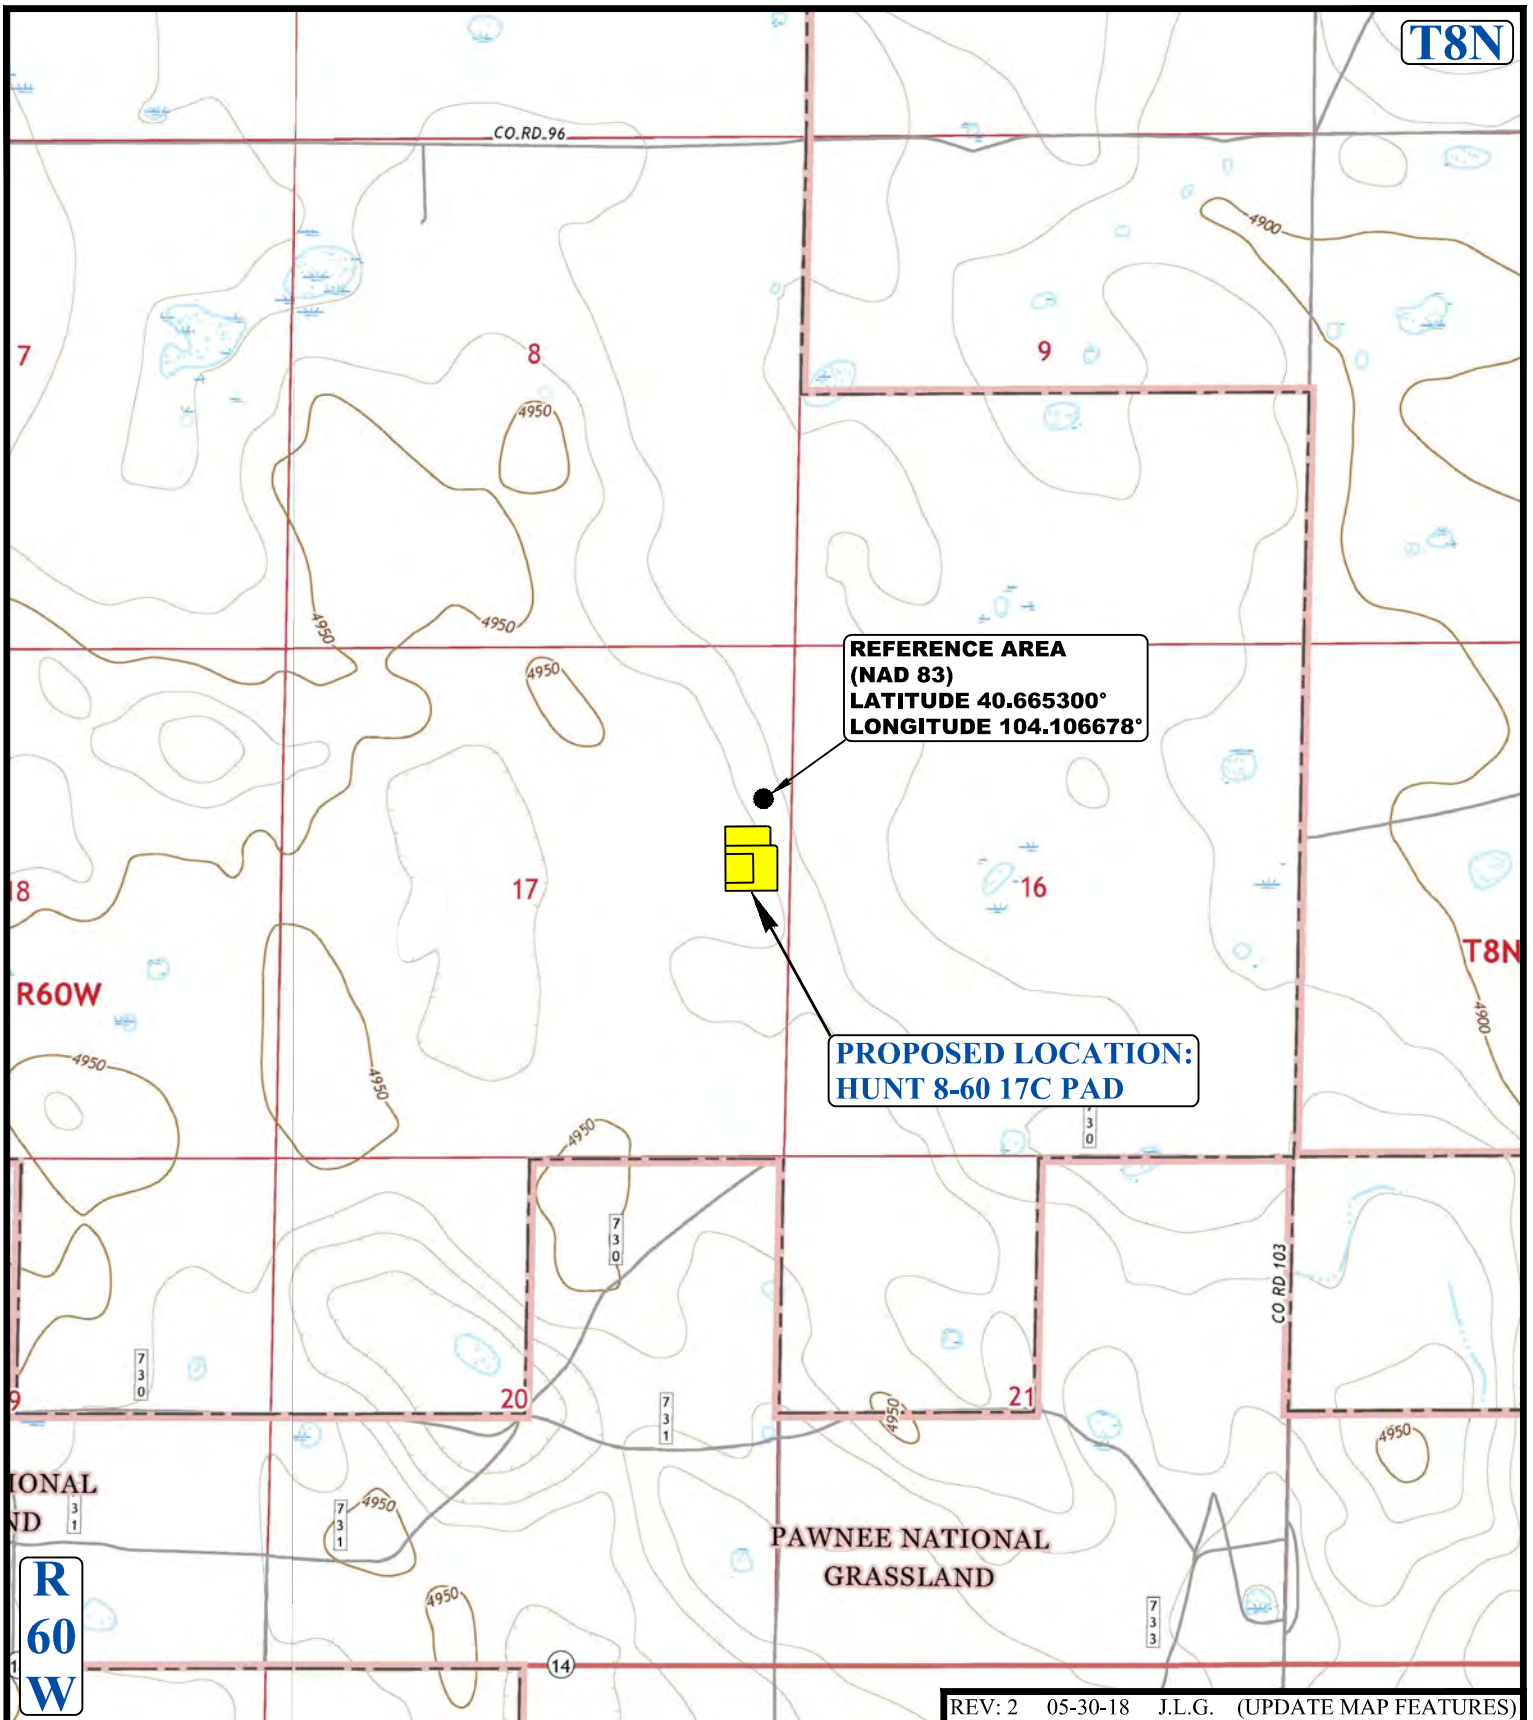 T8N
CO. RD. 96
4900
7
8
9
4950
4950
4950
4950
REFERENCE AREA
(NAD 83)
LATITUDE 40.665300°
LONGITUDE 104.106678°
18
17
16
T8N
R60W
4900
PROPOSED LOCATION:
HUNT 8-60 17C PAD
4950
4950
4950
730
730
CO RD 103
730
9
20
731
21
4950
4950
IONAL
ND
31
731
4950
PAWNEE NATIONAL
GRASSLAND
R
60
W
4950
733
14
REV: 2 05-30-18 J.L.G. (UPDATE MAP FEATURES)